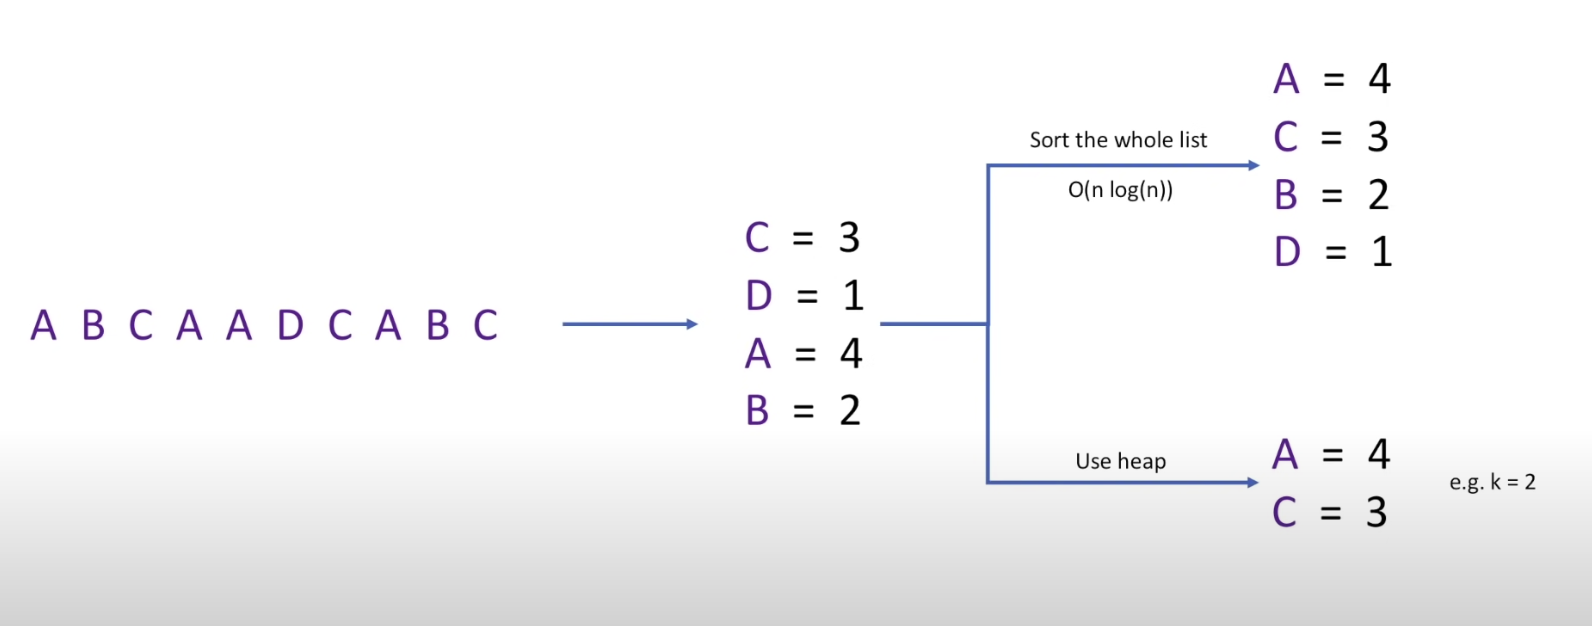 A B C A A D C A B C
C = 3
D = 1
A = 4
B = 2
Sort the whole list
O(n log(n))
A = 4
C = 3
B = 2
D = 1
Use heap
A = 4
C = 3
e.g. k = 2